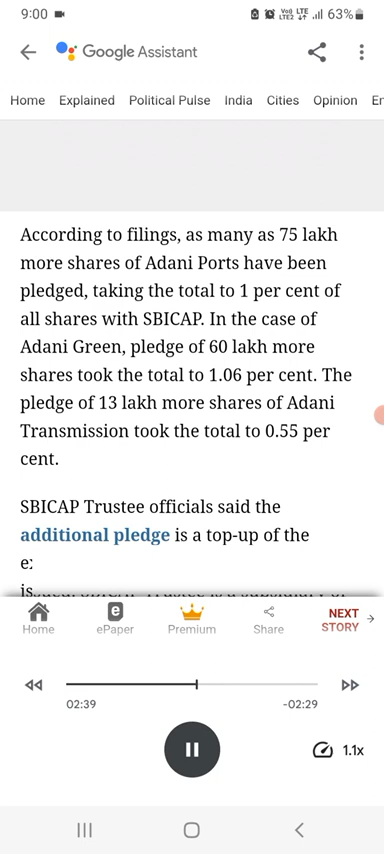 9:00 63%
Google Assistant
Home Explained Political Pulse India Cities Opinion
According to filings, as many as 75 lakh
more shares of Adani Ports have been
pledged, taking the total to 1 per cent of
all shares with SBICAP. In the case of
Adani Green, pledge of 60 lakh more
shares took the total to 1.06 per cent. The
pledge of 13 lakh more shares of Adani
Transmission took the total to 0.55 per
cent.
SBICAP Trustee officials said the
additional pledge is a top-up of the
Home ePaper Premium Share NEXT
STORY
02:39 -02:29
1.1x